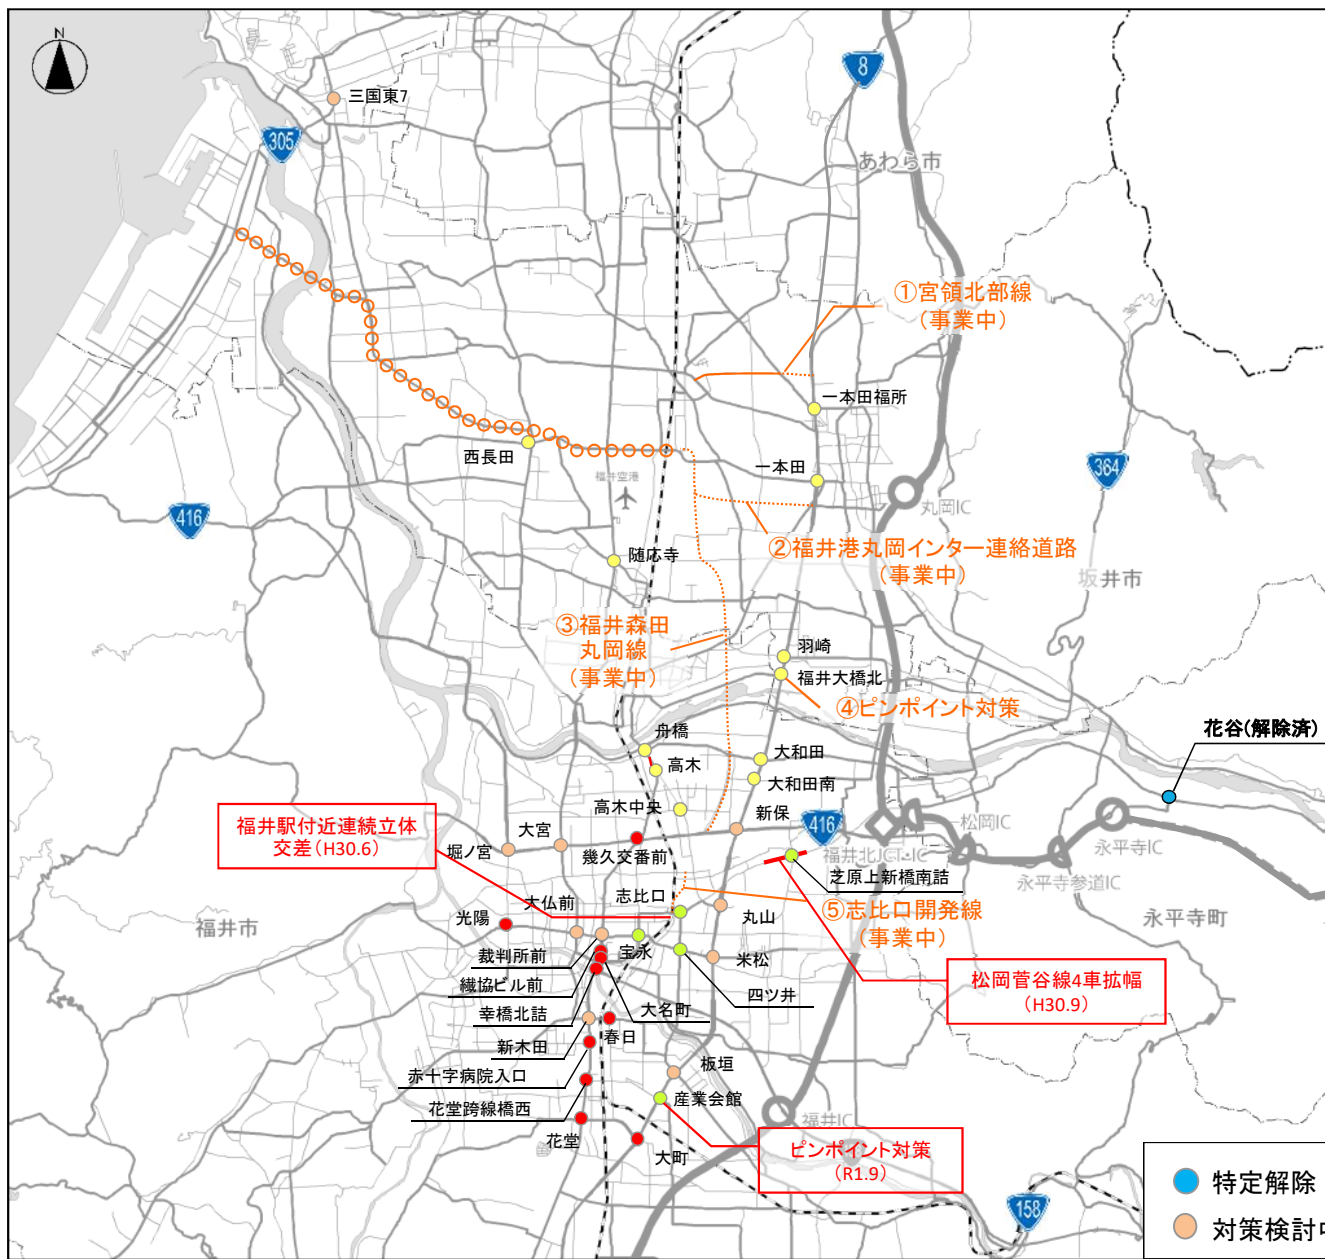 N
三国東7
305
8
あわら市
①宮領北部線
(事業中)
一本田福所
西長田
一本田
364
福井空港
丸岡IC
416
②福井港丸岡インター連絡道路
(事業中)
随応寺
坂井市
③福井森田
丸岡線
(事業中)
羽崎
福井大橋北
④ピンポイント対策
花谷(解除済)
舟橋
大和田
高木
大和田南
高木中央
新保
416
福井駅付近連続立体
交差(H30.6)
大宮
堀ノ宮
幾久交番前
福井北JCT・IC
松岡IC
永平寺IC
永平寺参道IC
芝原上新橋南詰
志比口
大仏前
光陽
丸山
⑤志比口開発線
(事業中)
永平寺町
福井市
裁判所前
宝永
米松
繊協ビル前
四ツ井
松岡菅谷線4車拡幅
(H30.9)
幸橋北詰
大名町
新木田
春日
赤十字病院入口
板垣
花堂跨線橋西
産業会館
福井IC
花堂
大町
ピンポイント対策
(R1.9)
158
特定解除
対策検討中